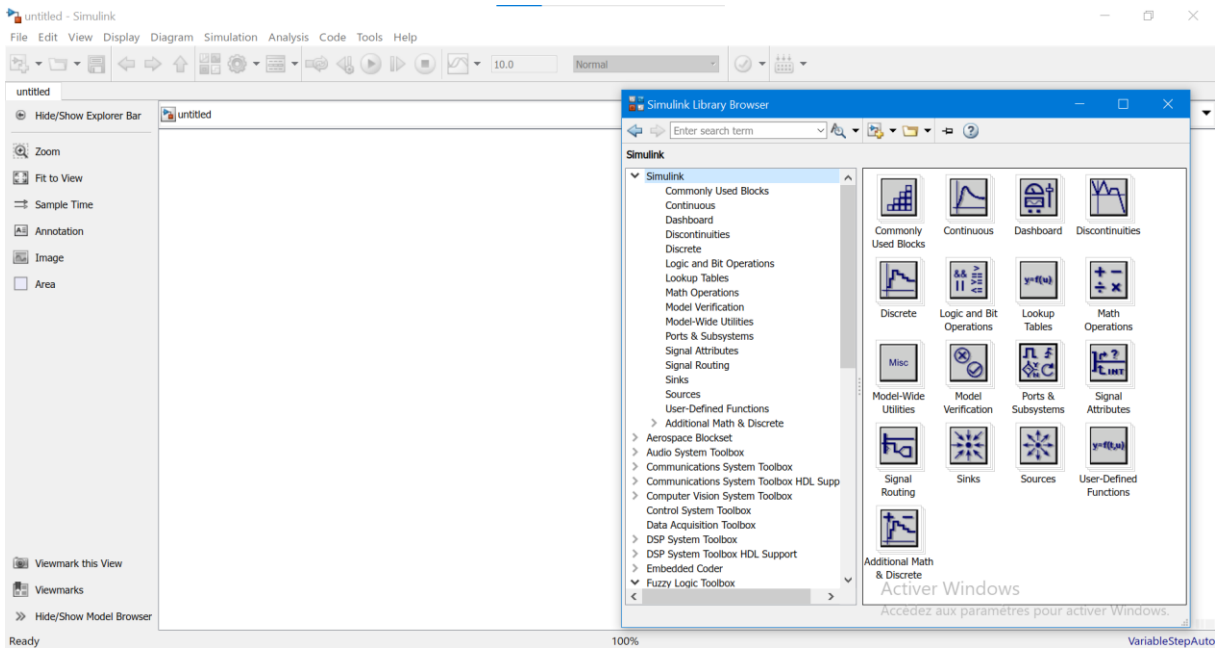 untitled - Simulink
File Edit View Display Diagram Simulation Analysis Code Tools Help
10.0 Normal
untitled
Hide/Show Explorer Bar
untitled
Zoom
Fit to View
Sample Time
Annotation
Image
Area
Viewmark this View
Viewmarks
Hide/Show Model Browser
Ready
100%
VariableStepAuto
Simulink Library Browser
Enter search term
Simulink
Simulink
Commonly Used Blocks
Continuous
Dashboard
Discontinuities
Discrete
Logic and Bit Operations
Lookup Tables
Math Operations
Model Verification
Model-Wide Utilities
Ports & Subsystems
Signal Attributes
Signal Routing
Sinks
Sources
User-Defined Functions
Additional Math & Discrete
Aerospace Blockset
Audio System Toolbox
Communications System Toolbox
Communications System Toolbox HDL Supp
Computer Vision System Toolbox
Control System Toolbox
Data Acquisition Toolbox
DSP System Toolbox
DSP System Toolbox HDL Support
Embedded Coder
Fuzzy Logic Toolbox
Commonly
Used Blocks
Continuous
Dashboard
Discontinuities
&& >
|| >=
<=
y=f(u)
+ −
÷ ×
Discrete
Logic and Bit
Operations
Lookup
Tables
Math
Operations
Misc
?
INT
Model-Wide
Utilities
Model
Verification
Ports &
Subsystems
Signal
Attributes
y=f(t,u)
Signal
Routing
Sinks
Sources
User-Defined
Functions
+ −
Additional Math
& Discrete
Activer Windows
Accédez aux paramètres pour activer Windows.